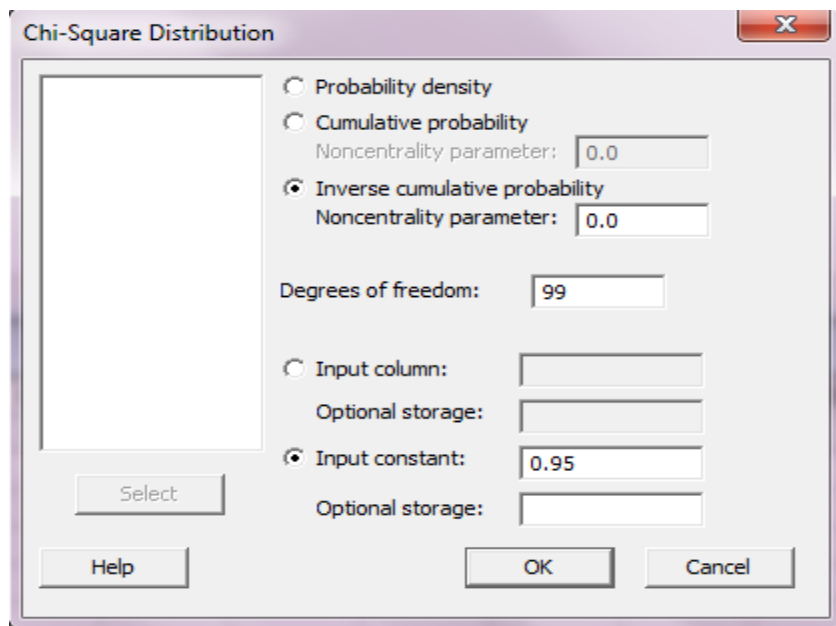 Chi-Square Distribution
x
Probability density
Cumulative probability
Noncentrality parameter: 0.0
Inverse cumulative probability
Noncentrality parameter: 0.0
Degrees of freedom: 99
Input column:
Optional storage:
Input constant: 0.95
Select
Optional storage:
Help OK Cancel